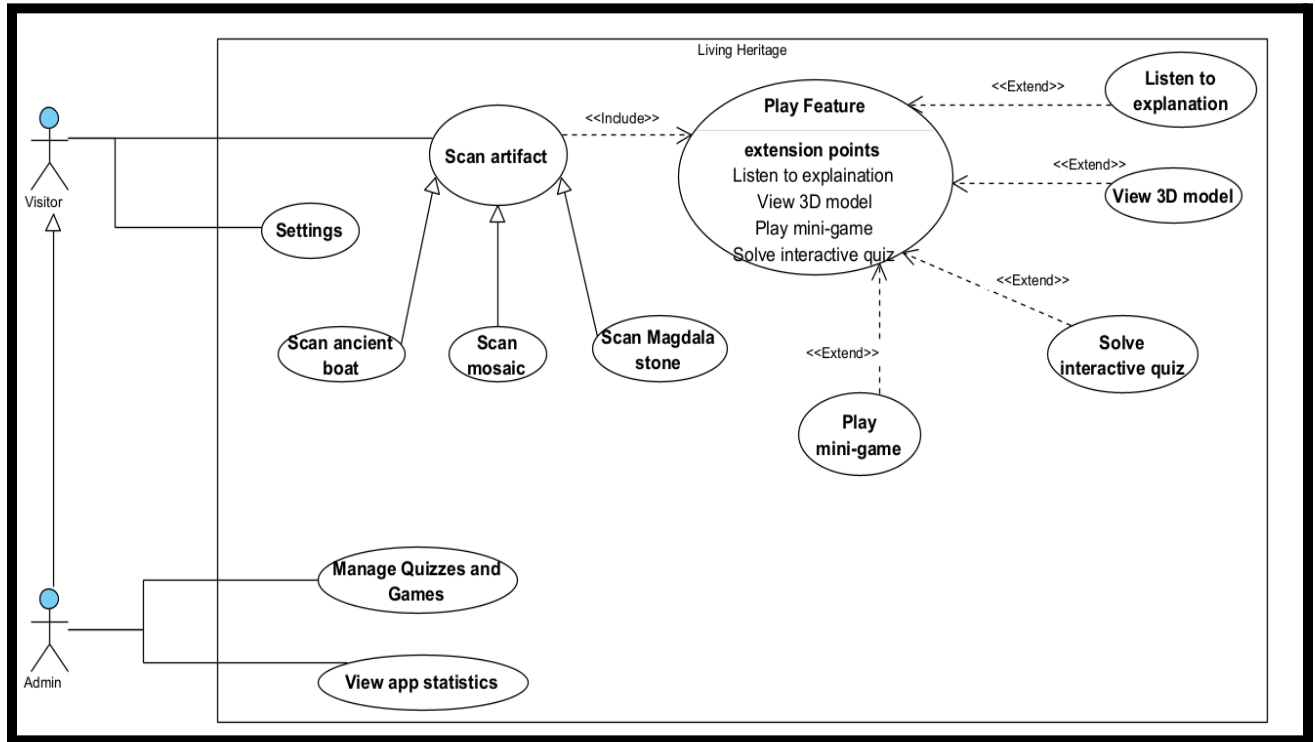 Living Heritage
Visitor
Scan artifact
<<Include>>
Play Feature
extension points
Listen to explaination
View 3D model
Play mini-game
Solve interactive quiz
<<Extend>>
Listen to
explanation
<<Extend>>
View 3D model
<<Extend>>
Solve
interactive quiz
<<Extend>>
Play
mini-game
Settings
Scan ancient
boat
Scan
mosaic
Scan Magdala
stone
Admin
Manage Quizzes and
Games
View app statistics